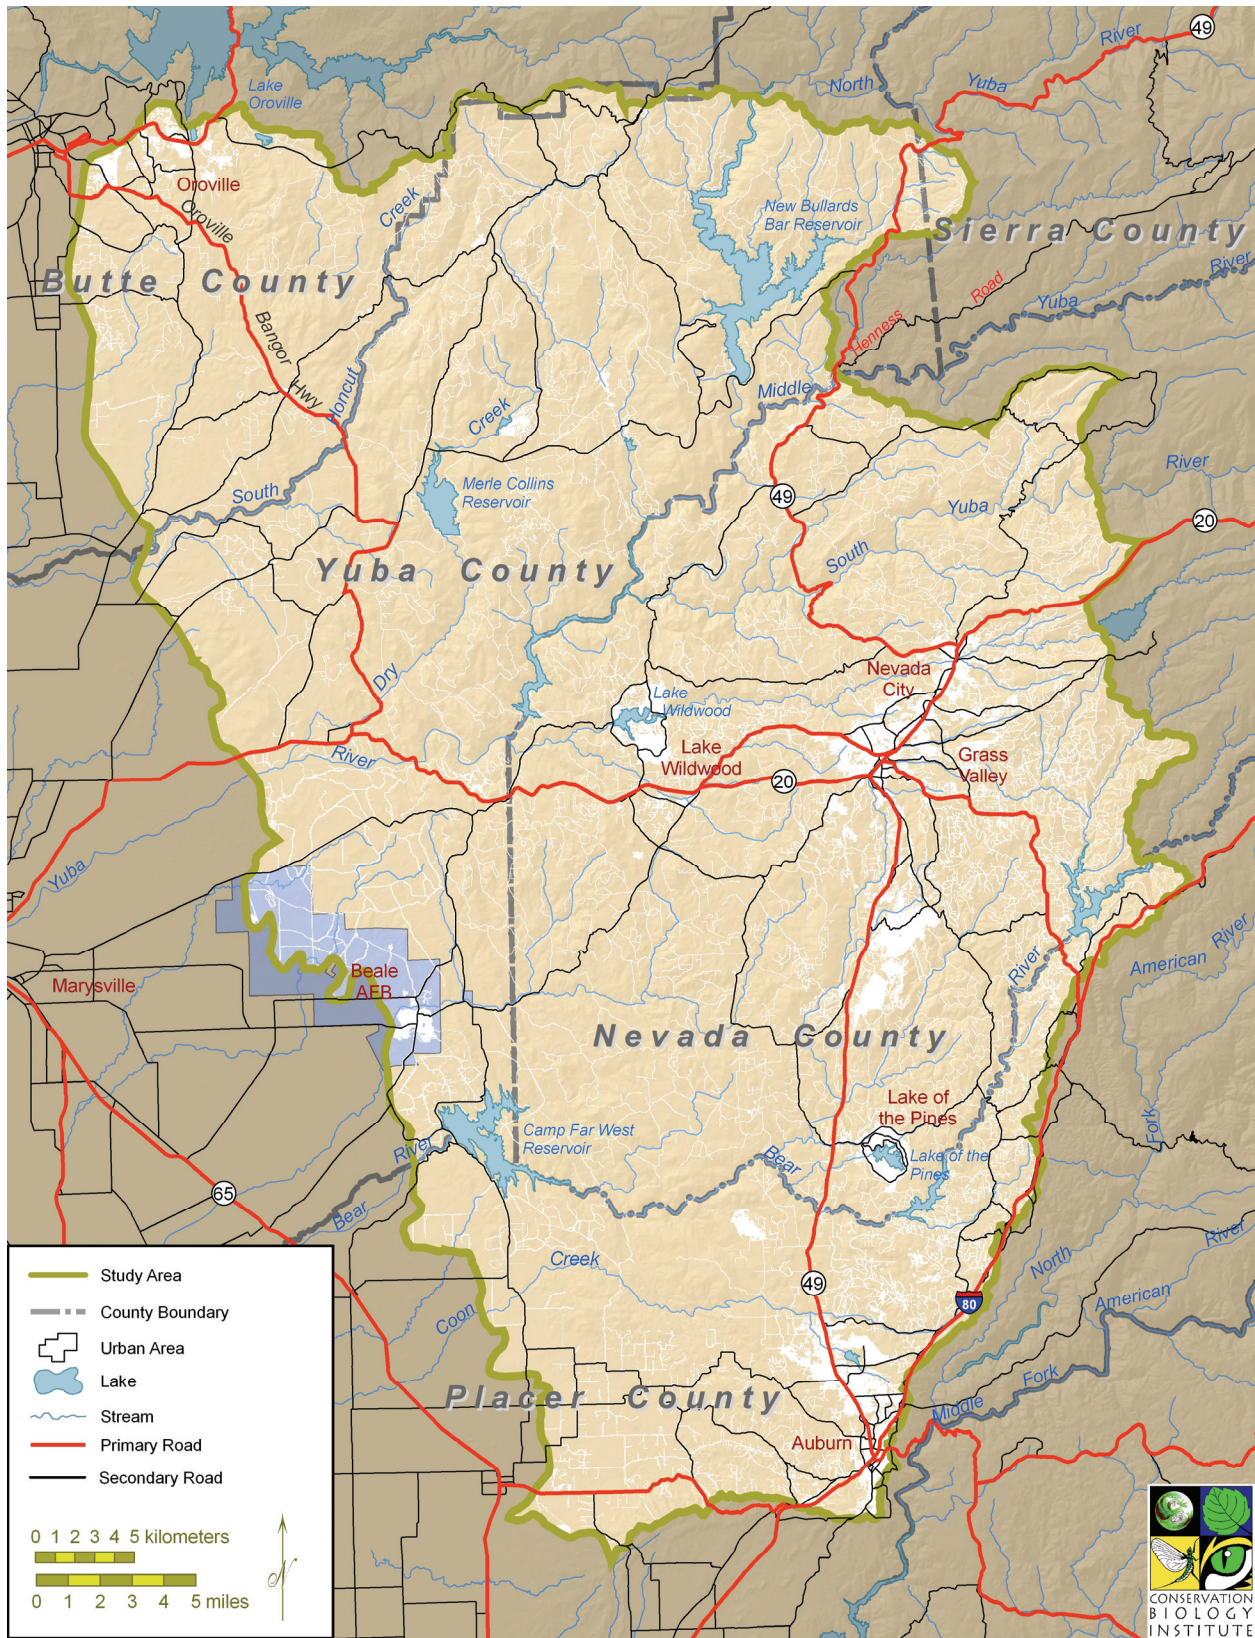 49
River
Yuba
North
Lake
Oroville
Oroville
Oroville
Creek
New Bullards
Bar Reservoir
Sierra County
River
Butte County
Road
Yuba
Henness
Bangor
Hwy
Honcut
Middle
Creek
River
South
Merle Collins
Reservoir
49
Yuba
20
South
Yuba County
Nevada
City
Dry
Lake
Wildwood
River
Lake
Wildwood
Grass
Valley
20
Yuba
River
American
River
Beale
AFB
Marysville
Nevada County
Lake of
the Pines
Camp Far West
Reservoir
Fork
River
Bear
Lake of the
Pines
65
Bear
River
Creek
North
49
80
American
Coon
Fork
Placer County
Middle
Auburn
Study Area
County Boundary
Urban Area
Lake
Stream
Primary Road
Secondary Road
0 1 2 3 4 5 kilometers
0 1 2 3 4 5 miles
N
CONSERVATION
BIOLOGY
INSTITUTE